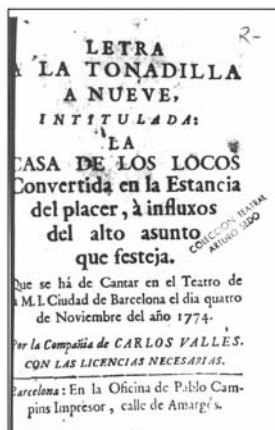 R-
LETRA
A LA TONADILLA
A NUEVE,
INTITULADA:
LA
CASA DE LOS LOCOS
Convertida en la Estancia
del placer, à influxos
del alto asunto
que festeja.
COLECCION TEATRAL
ARTURO SEDO
Que se há de Cantar en el Teatro de
a M. I. Ciudad de Barcelona el dia quatro
de Noviembre del año 1774.
Por la Compañia de CARLOS VALLES.
CON LAS LICENCIAS NECESARIAS.
Barcelona: En la Oficina de Pablo Cam-
pins Impresor, calle de Amargós.